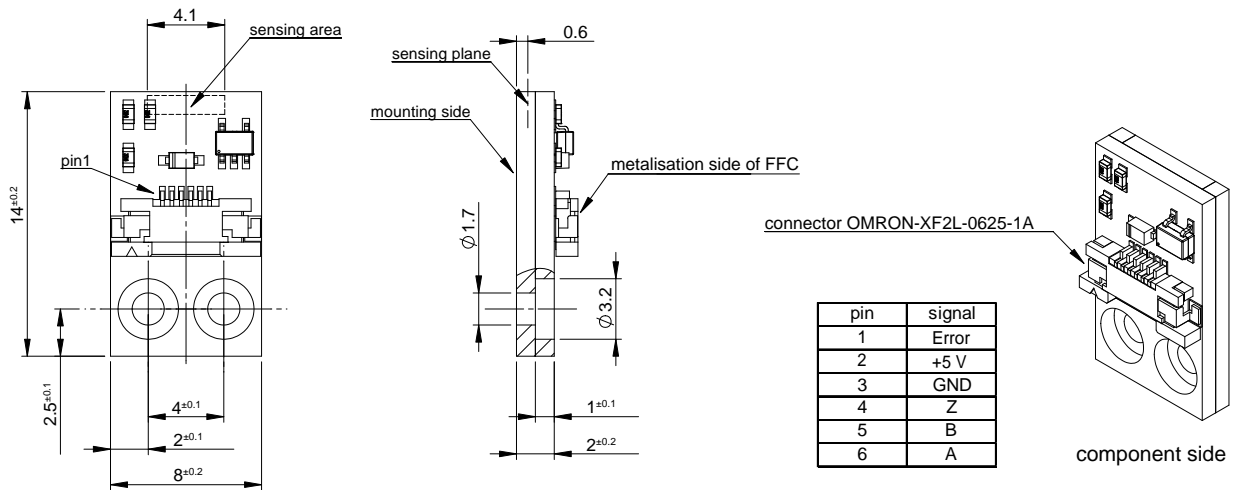 4.1
sensing area
pin1
14±0.2
2.5±0.1
4±0.1
2±0.1
8±0.2
0.6
sensing plane
mounting side
metalisation side of FFC
∅1.7
∅3.2
1±0.1
2±0.2
connector OMRON-XF2L-0625-1A
pin signal
1 Error
2 +5 V
3 GND
4 Z
5 B
6 A
component side